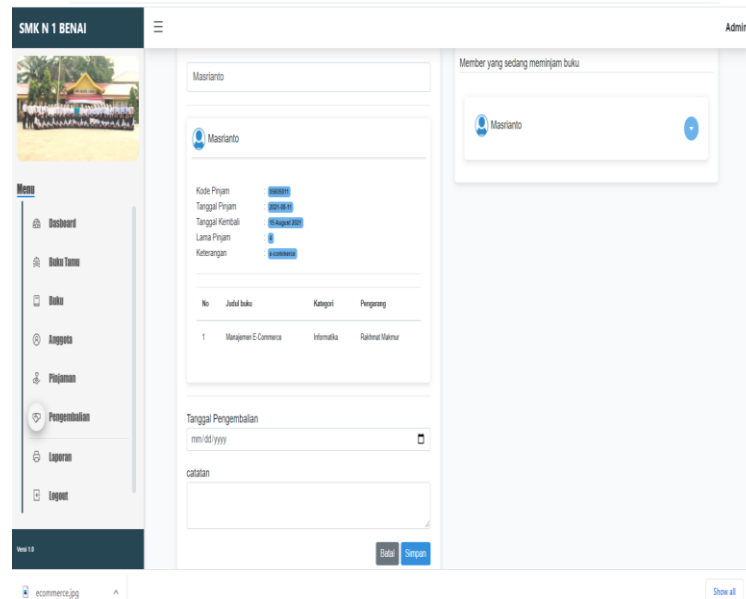 SMK N 1 BENAI
Admin
Menu
Dasboard
Buku Tamu
Buku
Anggota
Pinjaman
Pengembalian
Laporan
Logout
Versi 1.0
Masrianto
Masrianto
Kode Pinjam :
Tanggal Pinjam : 2021-08-11
Tanggal Kembali : 15 August 2021
Lama Pinjam :
Keterangan : e-commerce
No Judul buku Kategori Pengarang
1 Manajemen E-Commerce Informatika Rakhmat Makmur
Tanggal Pengembalian
mm/dd/yyyy
catatan
Batal Simpan
Member yang sedang meminjam buku
Masrianto
ecommerce.jpg
Show all